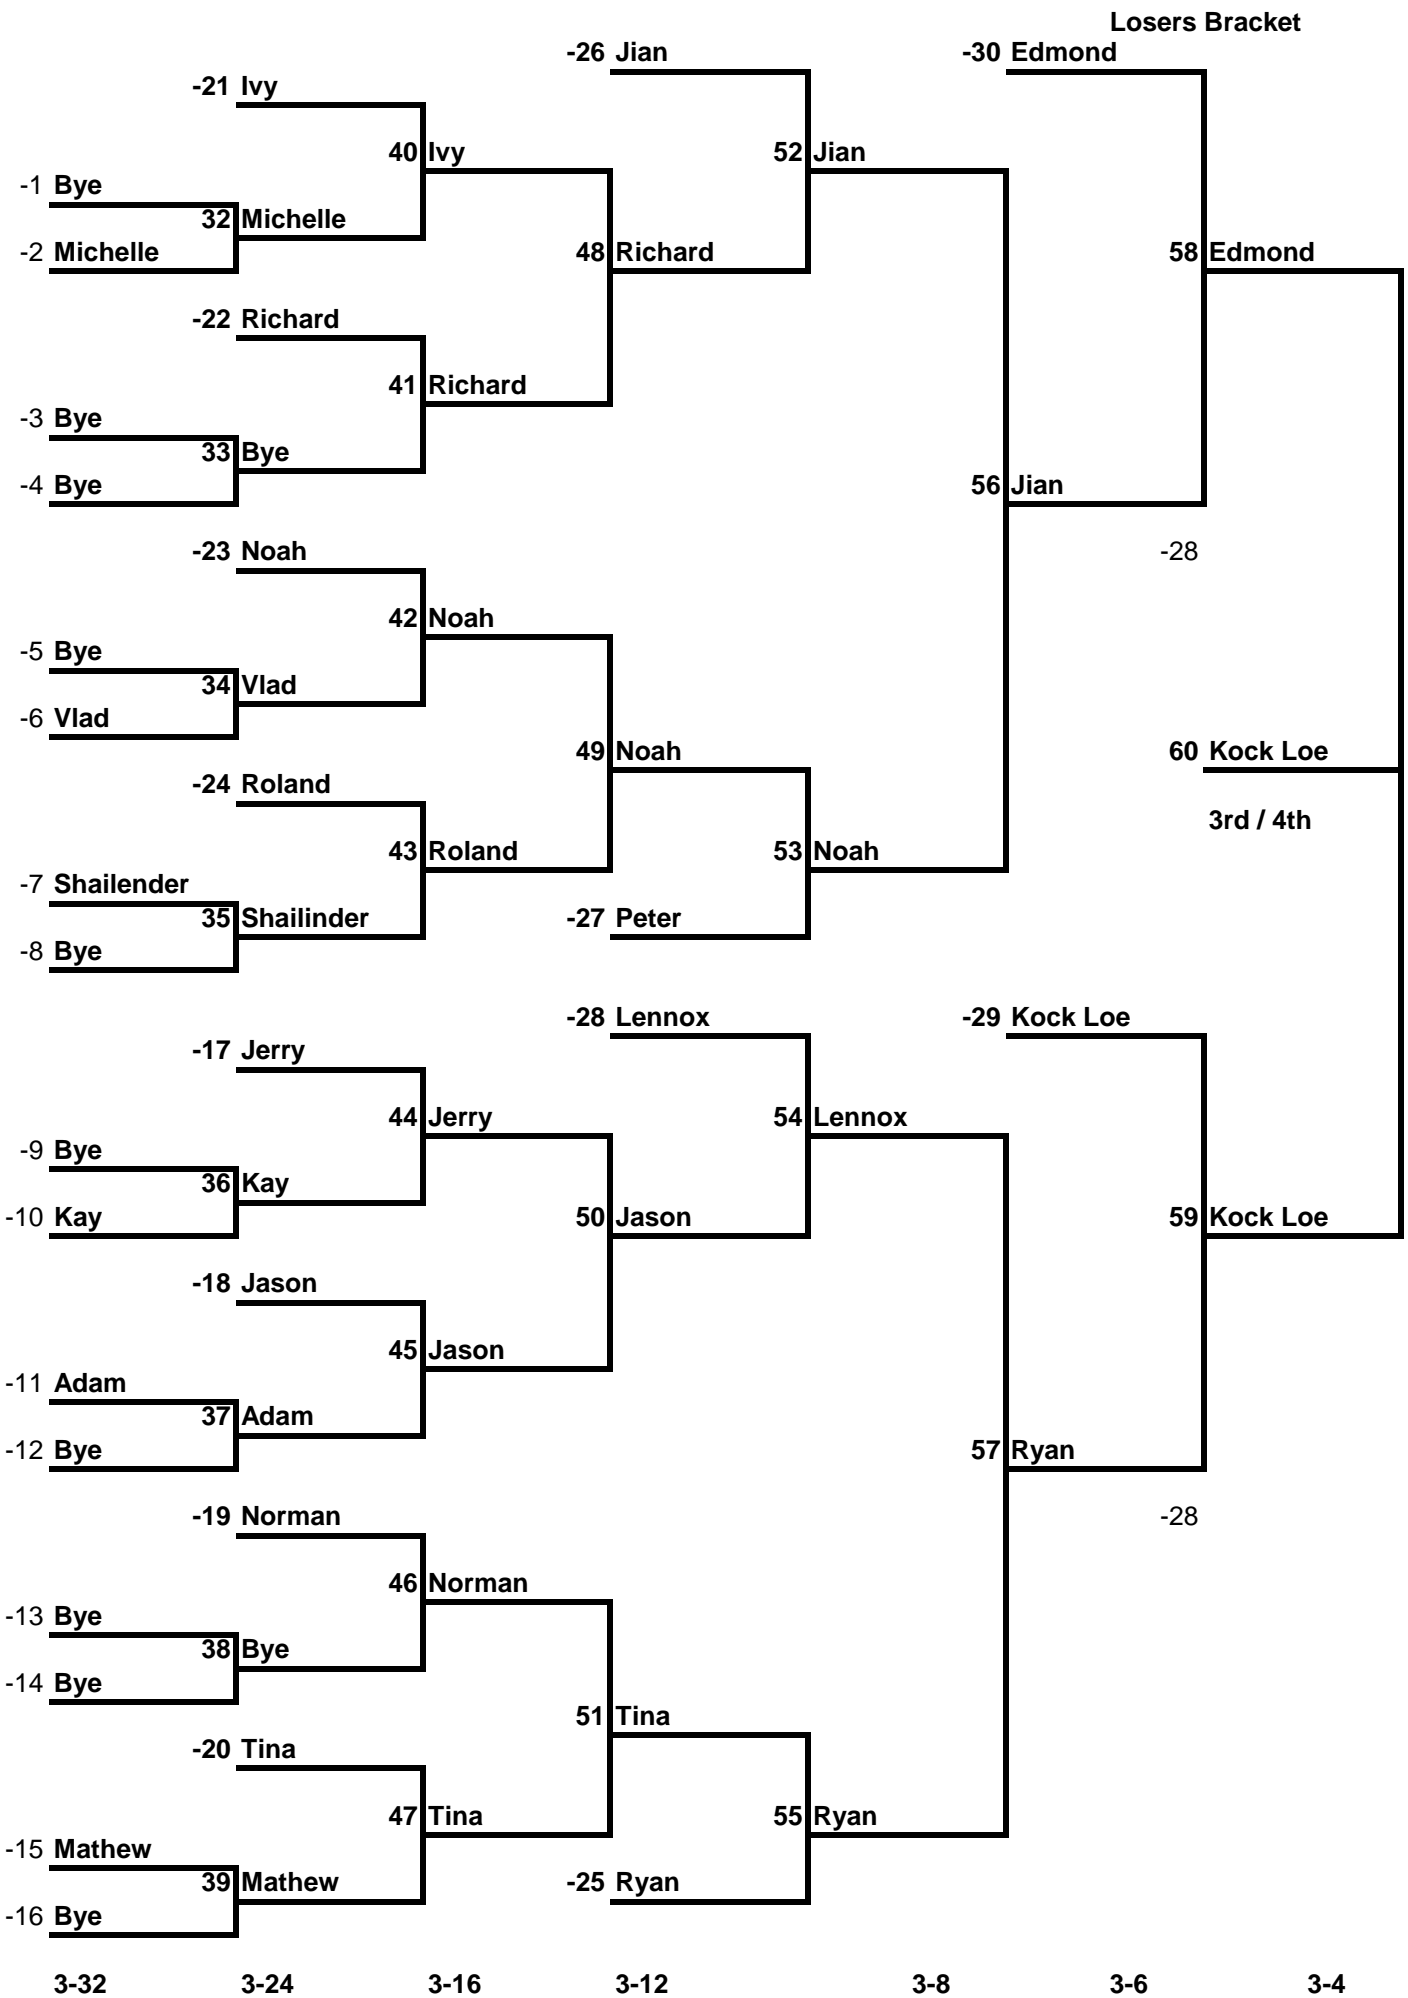 Losers Bracket
-26 Jian
-30 Edmond
-21 Ivy
40 Ivy
52 Jian
-1 Bye
32 Michelle
-2 Michelle
48 Richard
58 Edmond
-22 Richard
41 Richard
-3 Bye
33 Bye
-4 Bye
56 Jian
-23 Noah
-28
42 Noah
-5 Bye
34 Vlad
-6 Vlad
49 Noah
60 Kock Loe
-24 Roland
3rd / 4th
43 Roland
53 Noah
-7 Shailender
35 Shailinder
-27 Peter
-8 Bye
-28 Lennox
-29 Kock Loe
-17 Jerry
44 Jerry
54 Lennox
-9 Bye
36 Kay
-10 Kay
50 Jason
59 Kock Loe
-18 Jason
45 Jason
-11 Adam
37 Adam
-12 Bye
57 Ryan
-19 Norman
-28
46 Norman
-13 Bye
38 Bye
-14 Bye
51 Tina
-20 Tina
47 Tina
55 Ryan
-15 Mathew
39 Mathew
-25 Ryan
-16 Bye
3-32 3-24 3-16 3-12 3-8 3-6 3-4